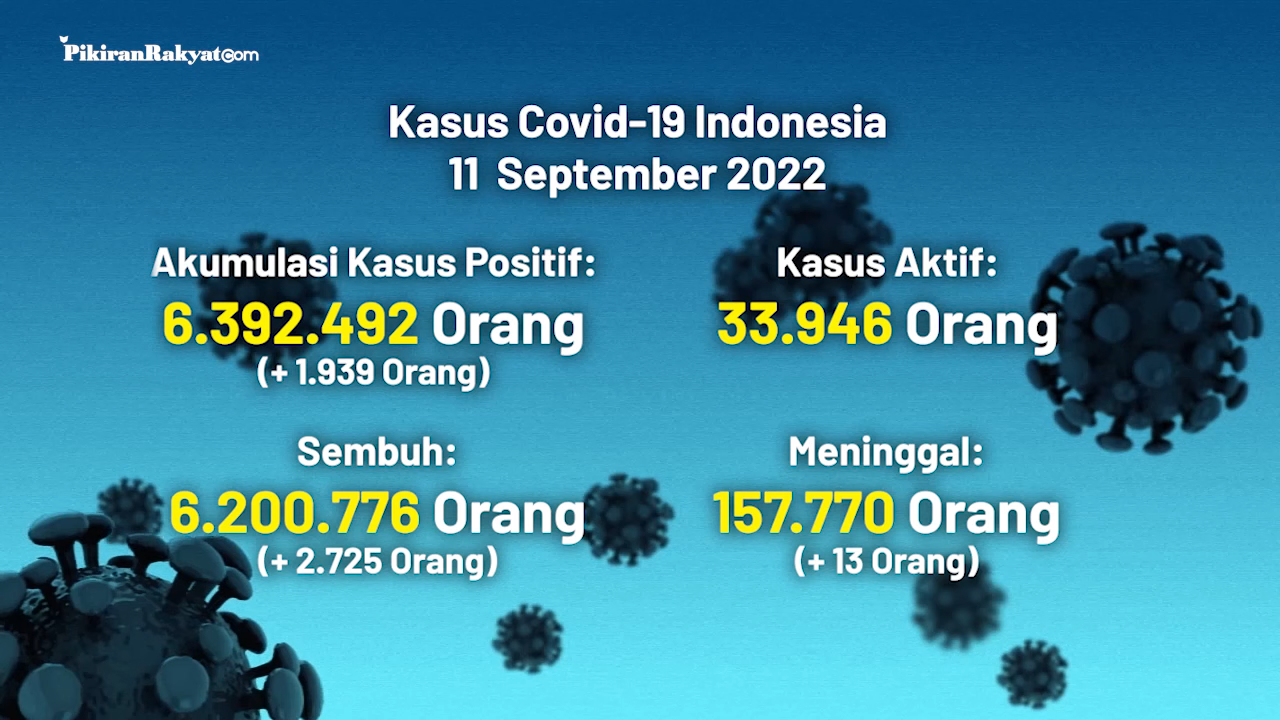 PikiranRakyat.com
Kasus Covid-19 Indonesia
11 September 2022
Akumulasi Kasus Positif:
6.392.492 Orang
(+ 1.939 Orang)
Kasus Aktif:
33.946 Orang
Sembuh:
6.200.776 Orang
(+ 2.725 Orang)
Meninggal:
157.770 Orang
(+ 13 Orang)